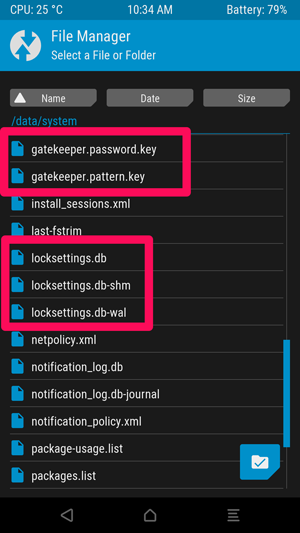 CPU: 25 °C 10:34 AM Battery: 79%
File Manager
Select a File or Folder
Name Date Size
/data/system
gatekeeper.password.key
gatekeeper.pattern.key
install_sessions.xml
last-fstrim
locksettings.db
locksettings.db-shm
locksettings.db-wal
netpolicy.xml
notification_log.db
notification_log.db-journal
notification_policy.xml
package-usage.list
packages.list